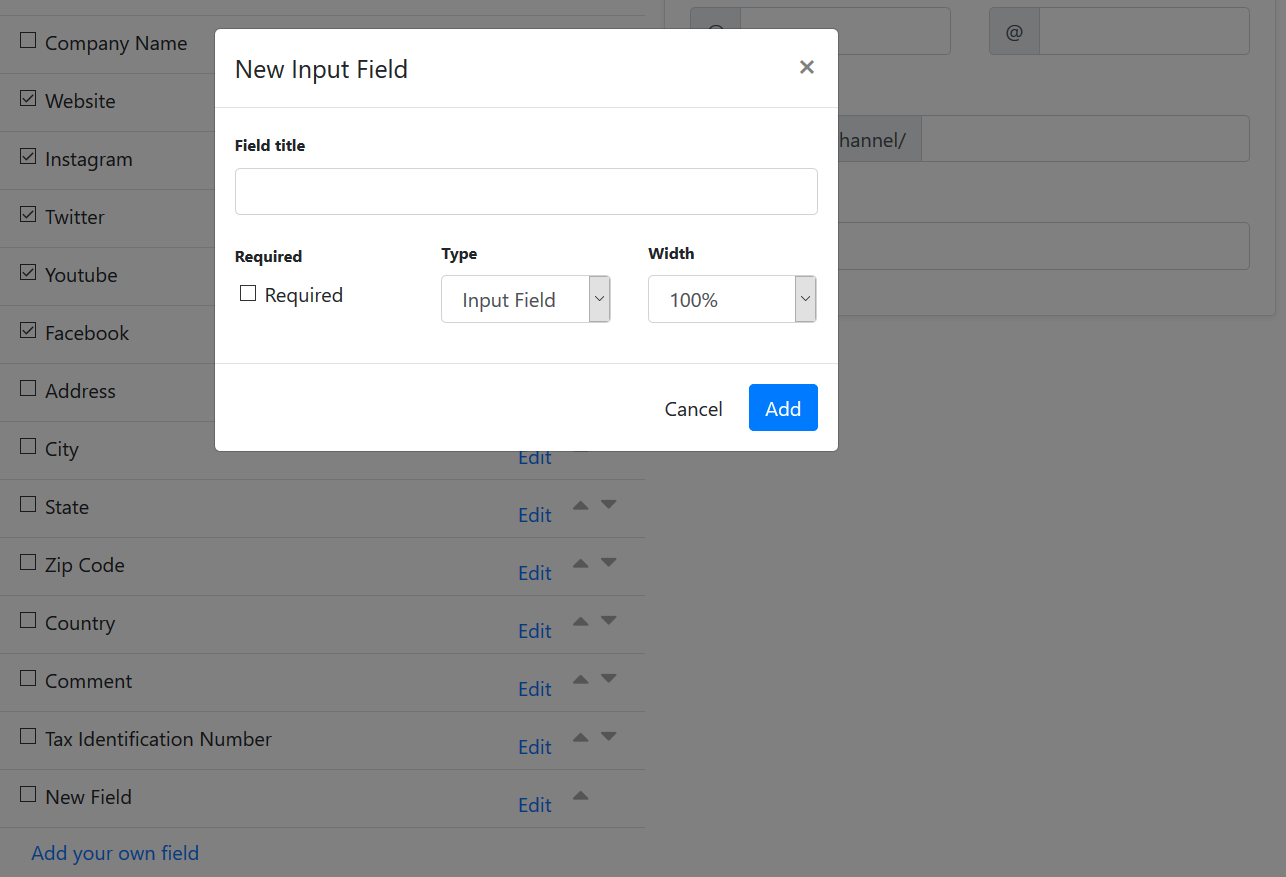 Company Name
@
New Input Field
×
Website
Field title
hannel/
Instagram
Twitter
Required
Type
Width
Youtube
Required
Input Field
100%
Facebook
Address
Cancel
Add
City
Edit
State
Edit
Zip Code
Edit
Country
Edit
Comment
Edit
Tax Identification Number
Edit
New Field
Edit
Add your own field